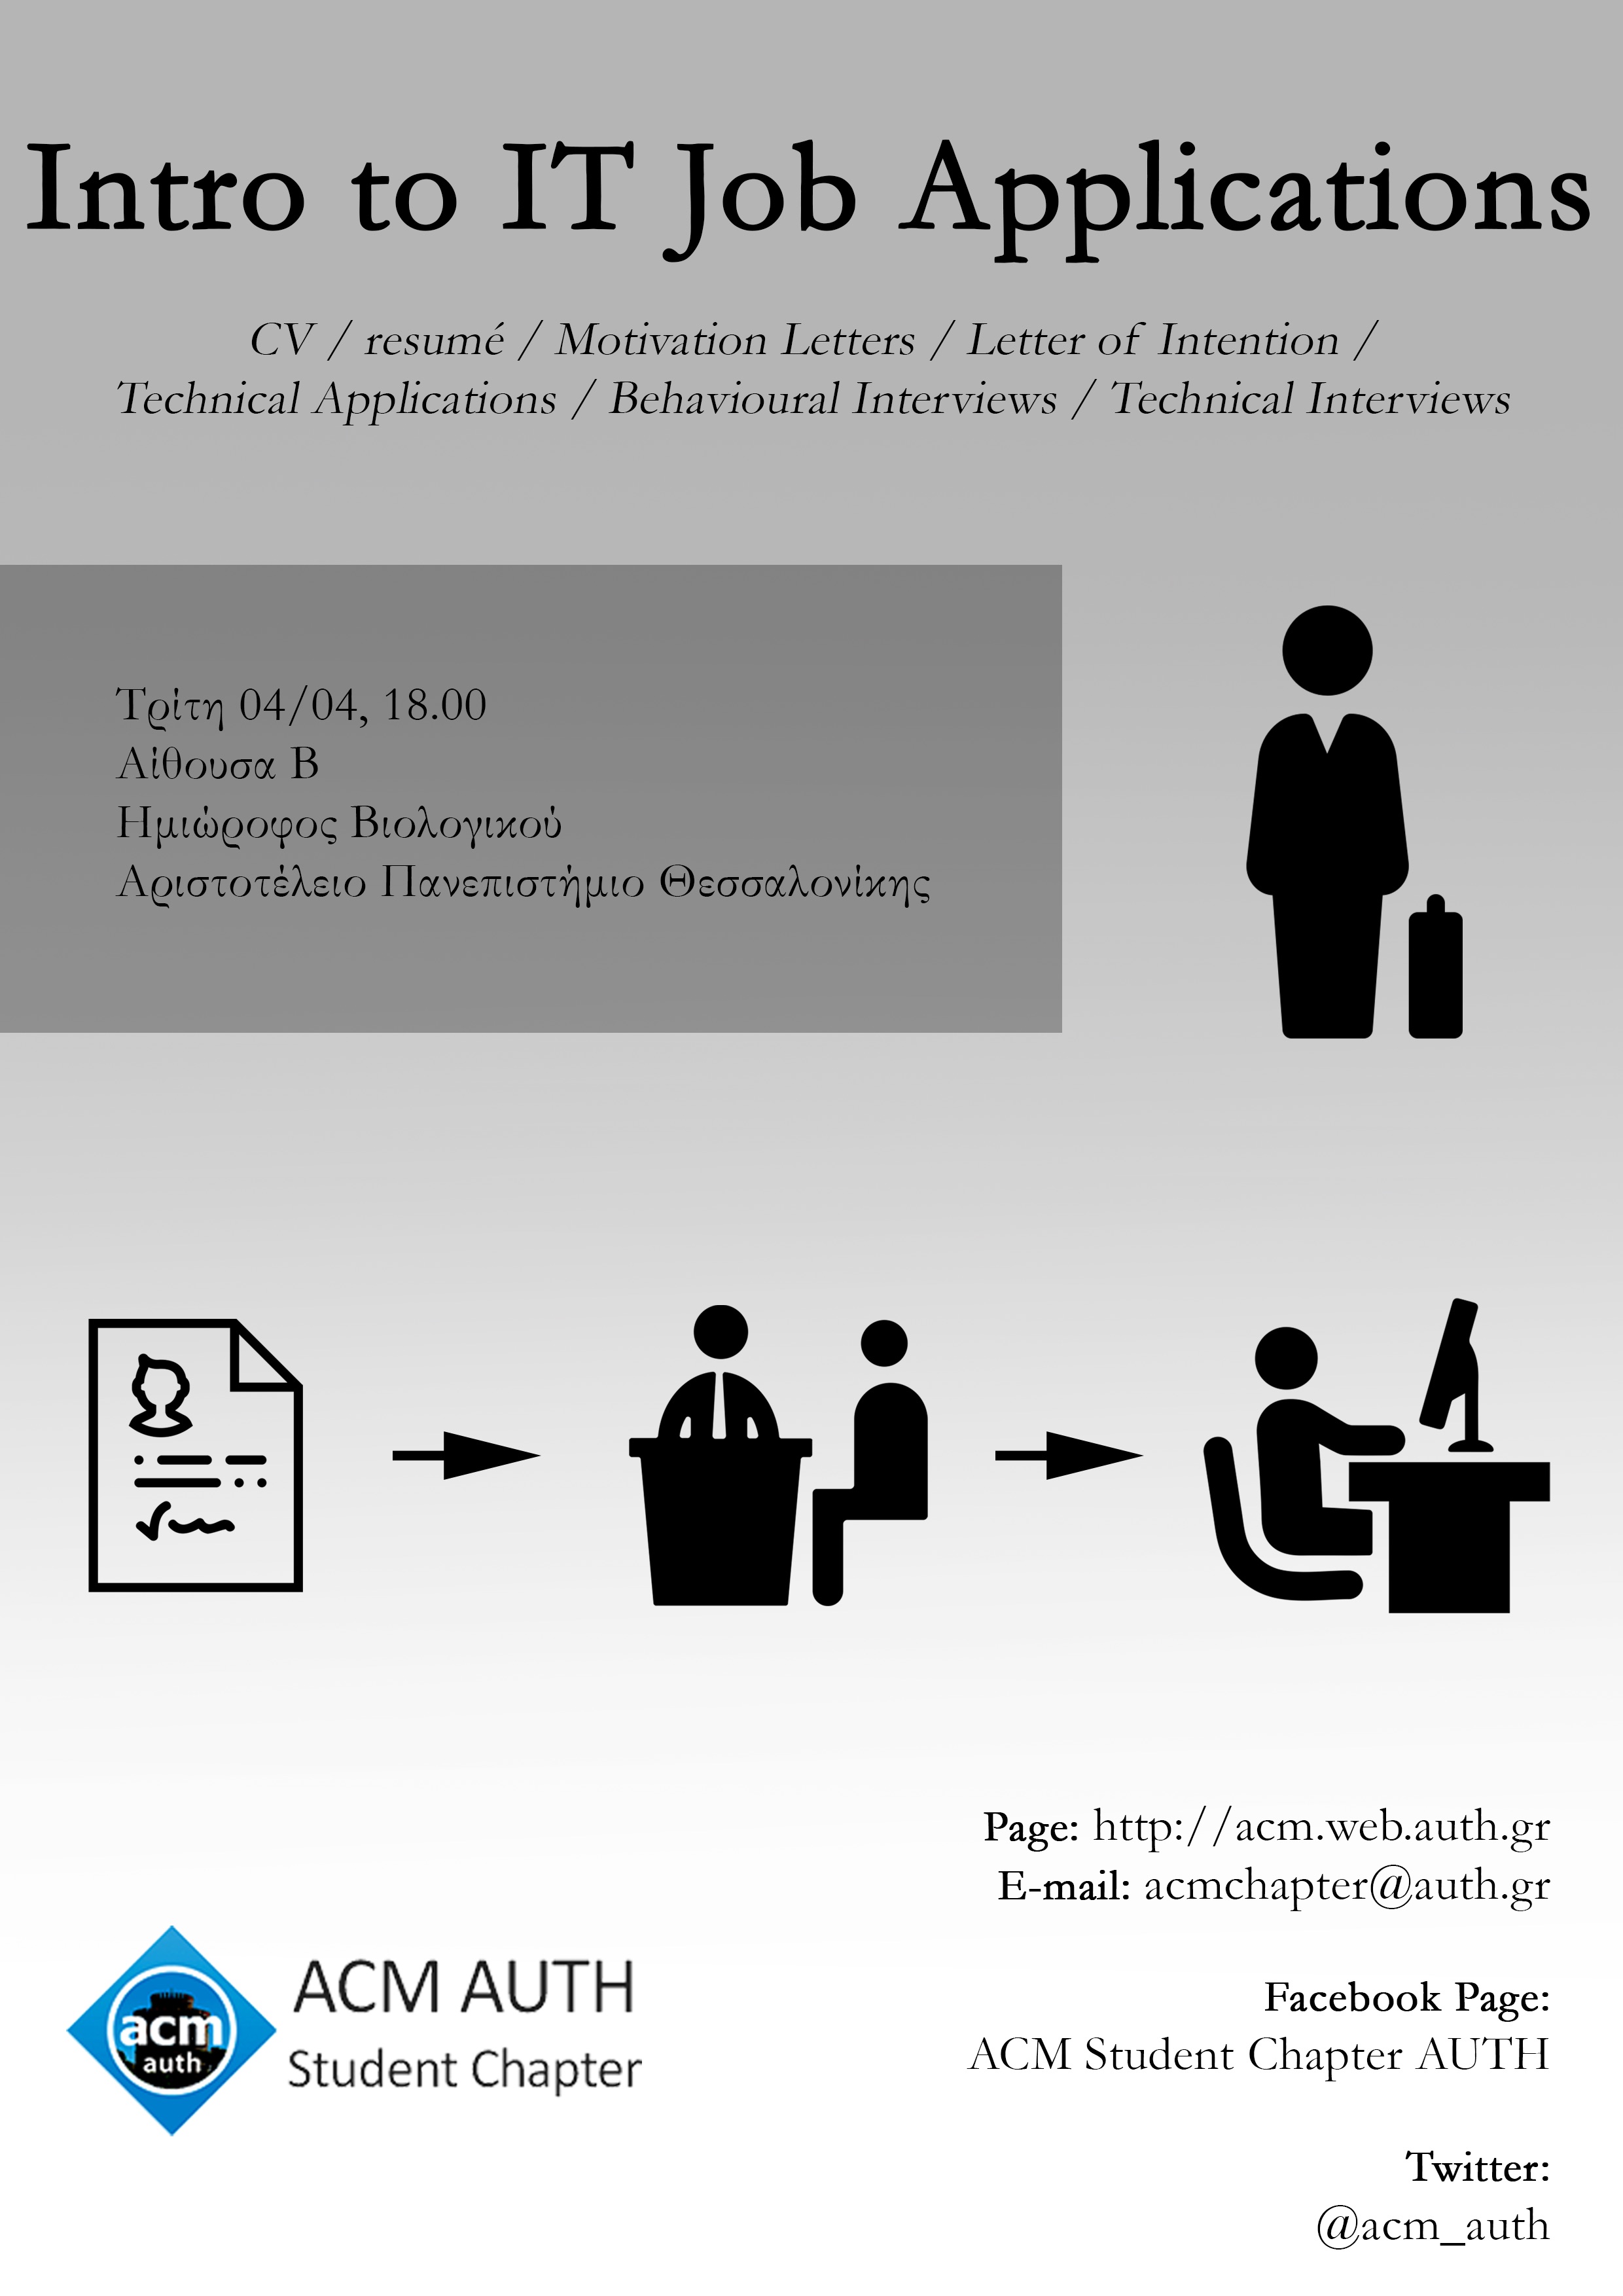 Intro to IT Job Applications
CV / resumé / Motivation Letters / Letter of Intention /
Technical Applications / Behavioural Interviews / Technical Interviews
Τρίτη 04/04, 18.00
Αίθουσα Β
Ημιώροφος Βιολογικού
Αριστοτέλειο Πανεπιστήμιο Θεσσαλονίκης
Page: http://acm.web.auth.gr
E-mail: acmchapter@auth.gr
Facebook Page:
ACM Student Chapter AUTH
Twitter:
@acm_auth
acm
auth
ACM AUTH
Student Chapter